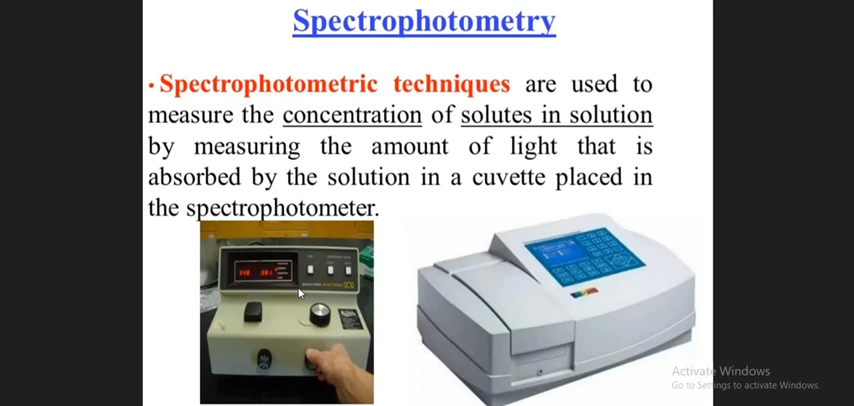 Spectrophotometry
• Spectrophotometric techniques are used to
measure the concentration of solutes in solution
by measuring the amount of light that is
absorbed by the solution in a cuvette placed in
the spectrophotometer.
Activate Windows
Go to Settings to activate Windows.